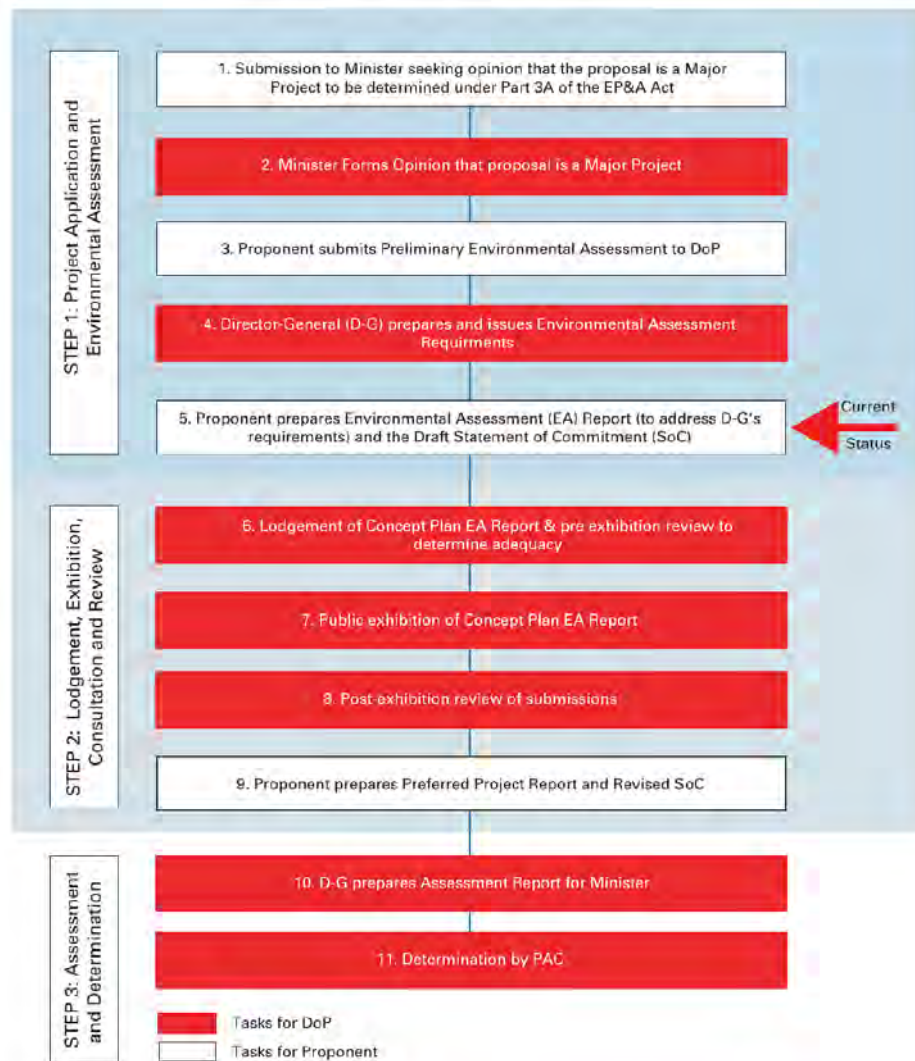 STEP 1: Project Application and
Environmental Assessment
1. Submission to Minister seeking opinion that the proposal is a Major
Project to be determined under Part 3A of the EP&A Act
2. Minister Forms Opinion that proposal is a Major Project
3. Proponent submits Preliminary Environmental Assessment to DoP
4. Director-General (D-G) prepares and issues Environmental Assessment
Requirments
5. Proponent prepares Environmental Assessment (EA) Report (to address D-G's
requirements) and the Draft Statement of Commitment (SoC)
Current
Status
STEP 2: Lodgement, Exhibition,
Consultation and Review
6. Lodgement of Concept Plan EA Report & pre exhibition review to
determine adequacy
7. Public exhibition of Concept Plan EA Report
8. Post-exhibition review of submissions
9. Proponent prepares Preferred Project Report and Revised SoC
STEP 3: Assessment
and Determination
10. D-G prepares Assessment Report for Minister
11. Determination by PAC
Tasks for DoP
Tasks for Proponent